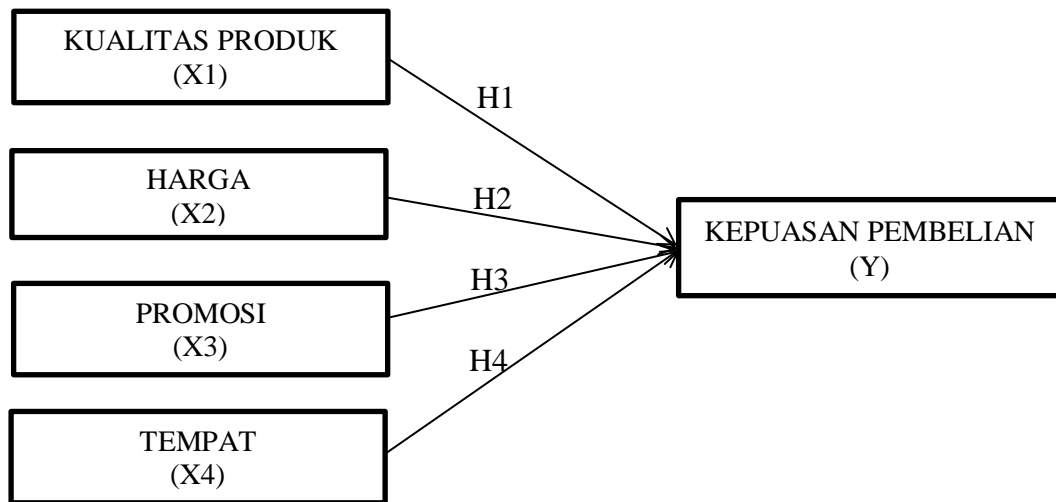 KUALITAS PRODUK
(X1)
H1
HARGA
(X2)
H2
KEPUASAN PEMBELIAN
(Y)
PROMOSI
(X3)
H3
TEMPAT
(X4)
H4